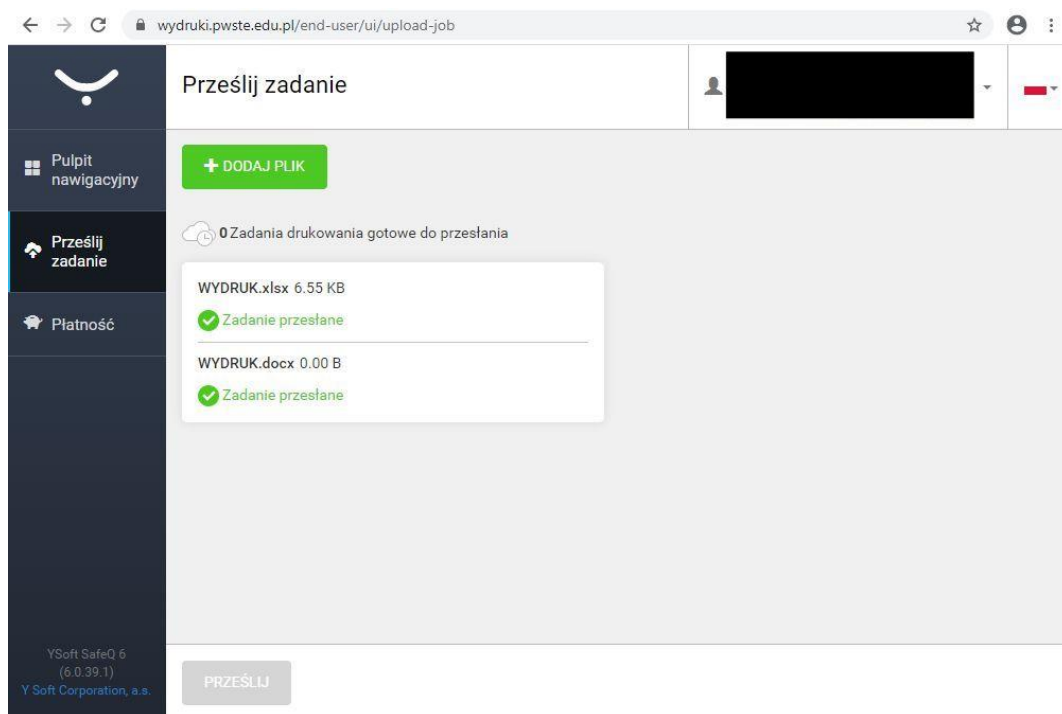 wydruki.pwste.edu.pl/end-user/ui/upload-job
Prześlij zadanie
Pulpit
nawigacyjny
Prześlij
zadanie
Płatność
DODAJ PLIK
0 Zadania drukowania gotowe do przesłania
WYDRUK.xlsx 6.55 KB
Zadanie przesłane
WYDRUK.docx 0.00 B
Zadanie przesłane
YSoft SafeQ 6
(6.0.39.1)
Y Soft Corporation, a.s.
PRZEŚLIJ